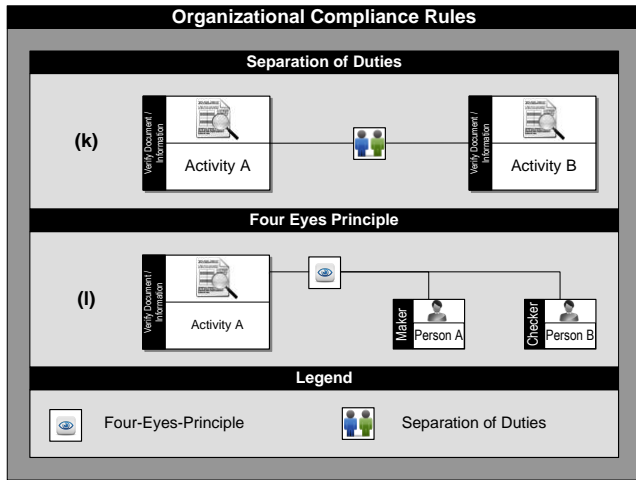 Organizational Compliance Rules
Separation of Duties
(k)
Verify Document /
Information
Activity A
Verify Document /
Information
Activity B
Four Eyes Principle
(l)
Verify Document /
Information
Activity A
Maker
Person A
Checker
Person B
Legend
Four-Eyes-Principle
Separation of Duties